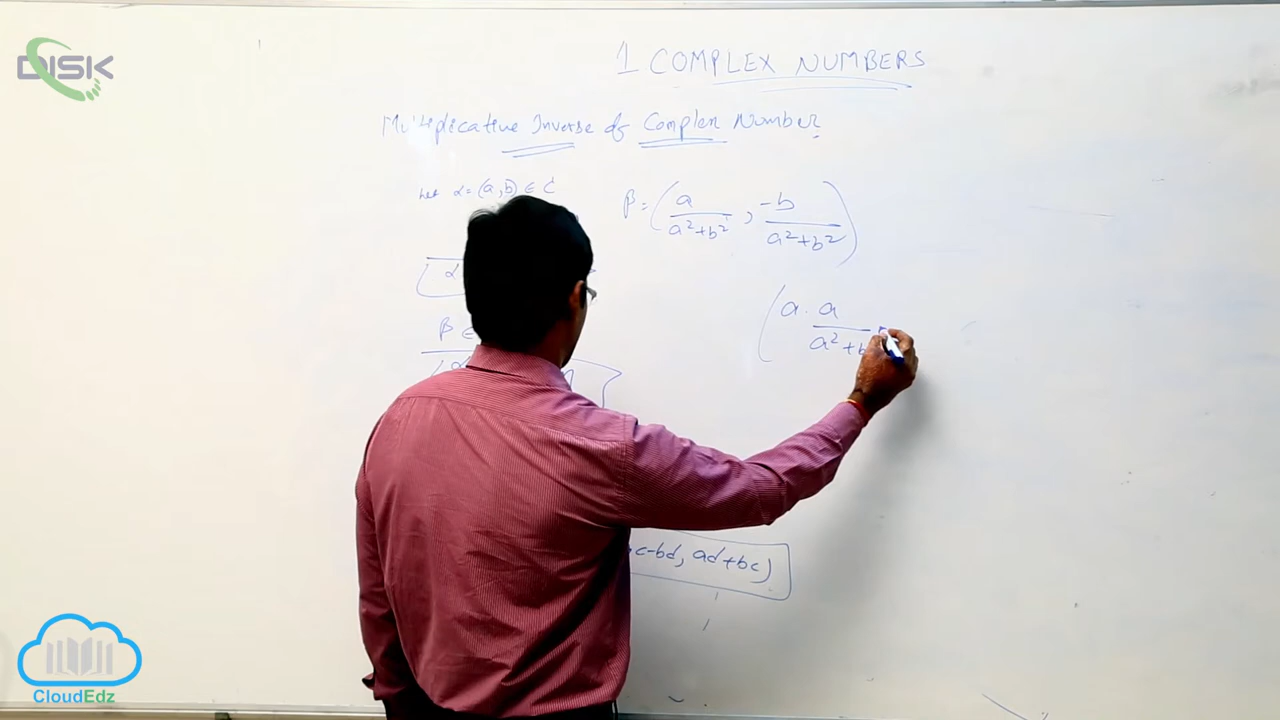 DISK
1 COMPLEX NUMBERS
Multiplicative Inverse of Complex Number
Let α=(a,b) ∈ C
β = (a/a²+b², -b/a²+b²)
α
(a. a/a²+b
β ∈
c-bd, ad+bc)
CloudEdz